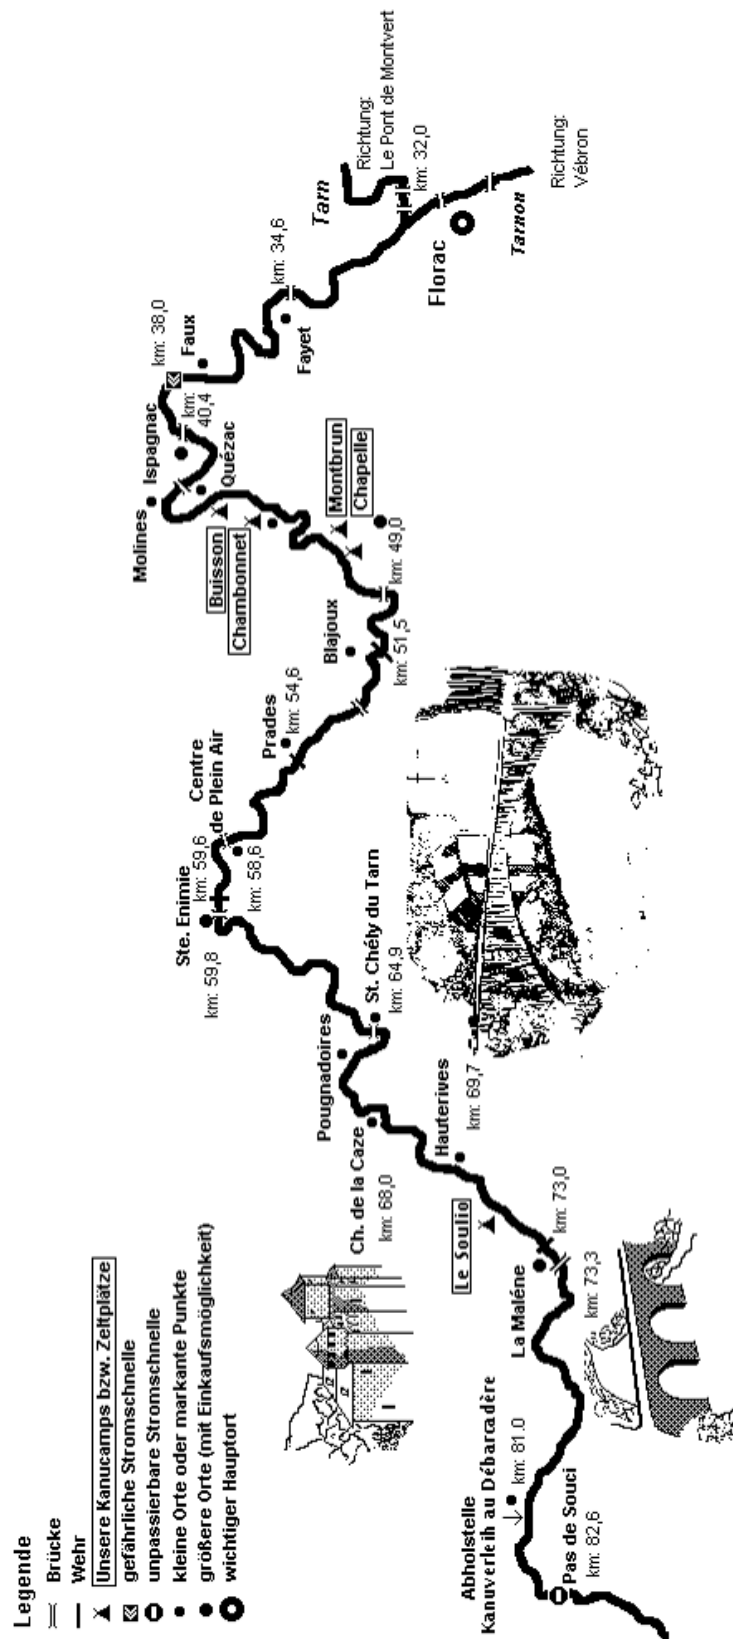 Legende
Brücke
Wehr
Unsere Kanucamps bzw. Zeltplätze
gefährliche Stromschnelle
unpassierbare Stromschnelle
kleine Orte oder markante Punkte
größere Orte (mit Einkaufsmöglichkeit)
wichtiger Hauptort
Abholstelle
Kanuverleih au Débarcadère
km: 81.0
Pas de Souci
km: 82,6
La Maléne
km: 73,3
km: 73,0
Le Soulio
Hauterives
km: 69,7
Ch. de la Caze
km: 68,0
Pougnadoires
St. Chély du Tarn
km: 64,9
Ste. Enimie
km: 59,8
km: 59,6
km: 58,6
Centre
de Plein Air
Prades
km: 54,6
Blajoux
km: 51,5
km: 49,0
Buisson
Chambonnet
Montbrun
Chapelle
Molines
Ispagnac
Quézac
km:
40,4
km: 38,0
Faux
Fayet
km: 34,6
Tarn
Richtung:
Le Pont de Montvert
km: 32,0
Florac
Tarnon
Richtung:
Vébron